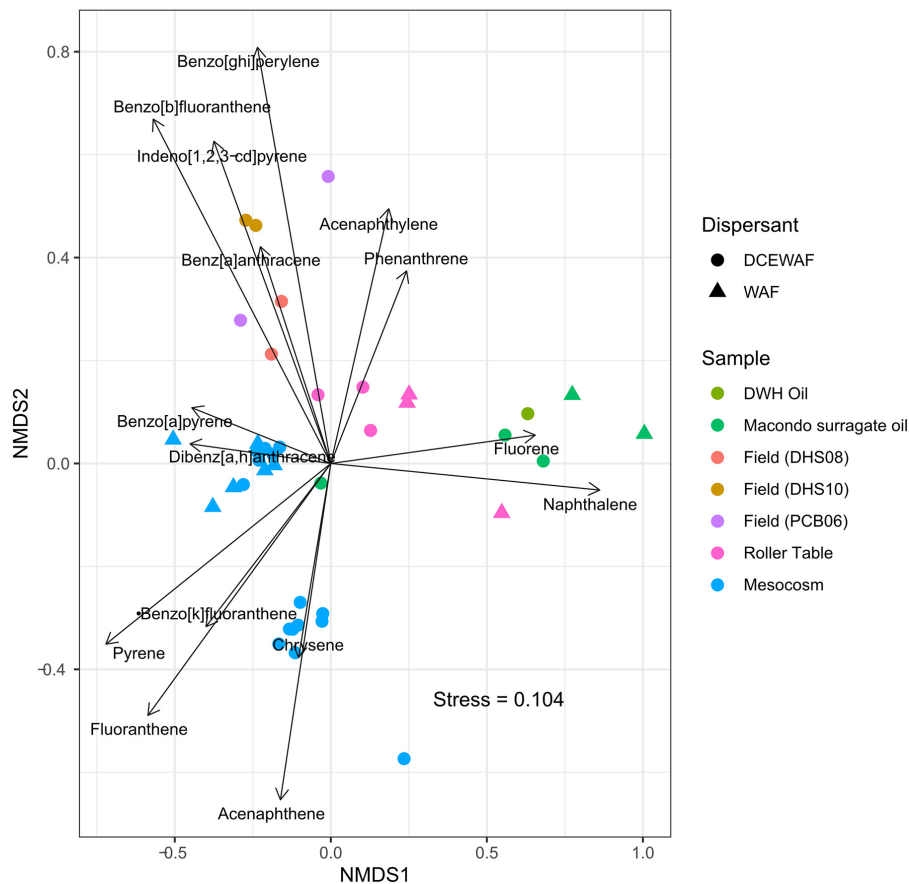 0.8
0.4
0.0
−0.4
NMDS2
Benzo[ghi]perylene
Benzo[b]fluoranthene
Indeno[1,2,3-cd]pyrene
Acenaphthylene
Benz[a]anthracene
Phenanthrene
Benzo[a]pyrene
Fluorene
Dibenz[a,h]anthracene
Naphthalene
•Benzo[k]fluoranthene
Chrysene
Pyrene
Stress = 0.104
Fluoranthene
Acenaphthene
−0.5
0.0
0.5
1.0
NMDS1
Dispersant
DCEWAF
WAF
Sample
DWH Oil
Macondo surragate oil
Field (DHS08)
Field (DHS10)
Field (PCB06)
Roller Table
Mesocosm